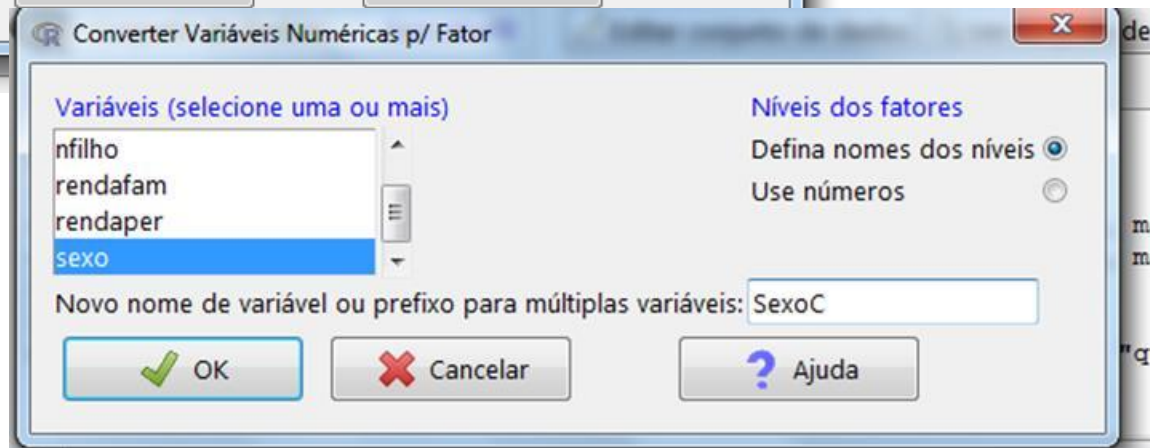 Converter Variáveis Numéricas p/ Fator
de
Variáveis (selecione uma ou mais)
Níveis dos fatores
nfilho
Defina nomes dos níveis
rendafam
Use números
rendaper
sexo
m
m
Novo nome de variável ou prefixo para múltiplas variáveis: SexoC
"q
OK
Cancelar
? Ajuda